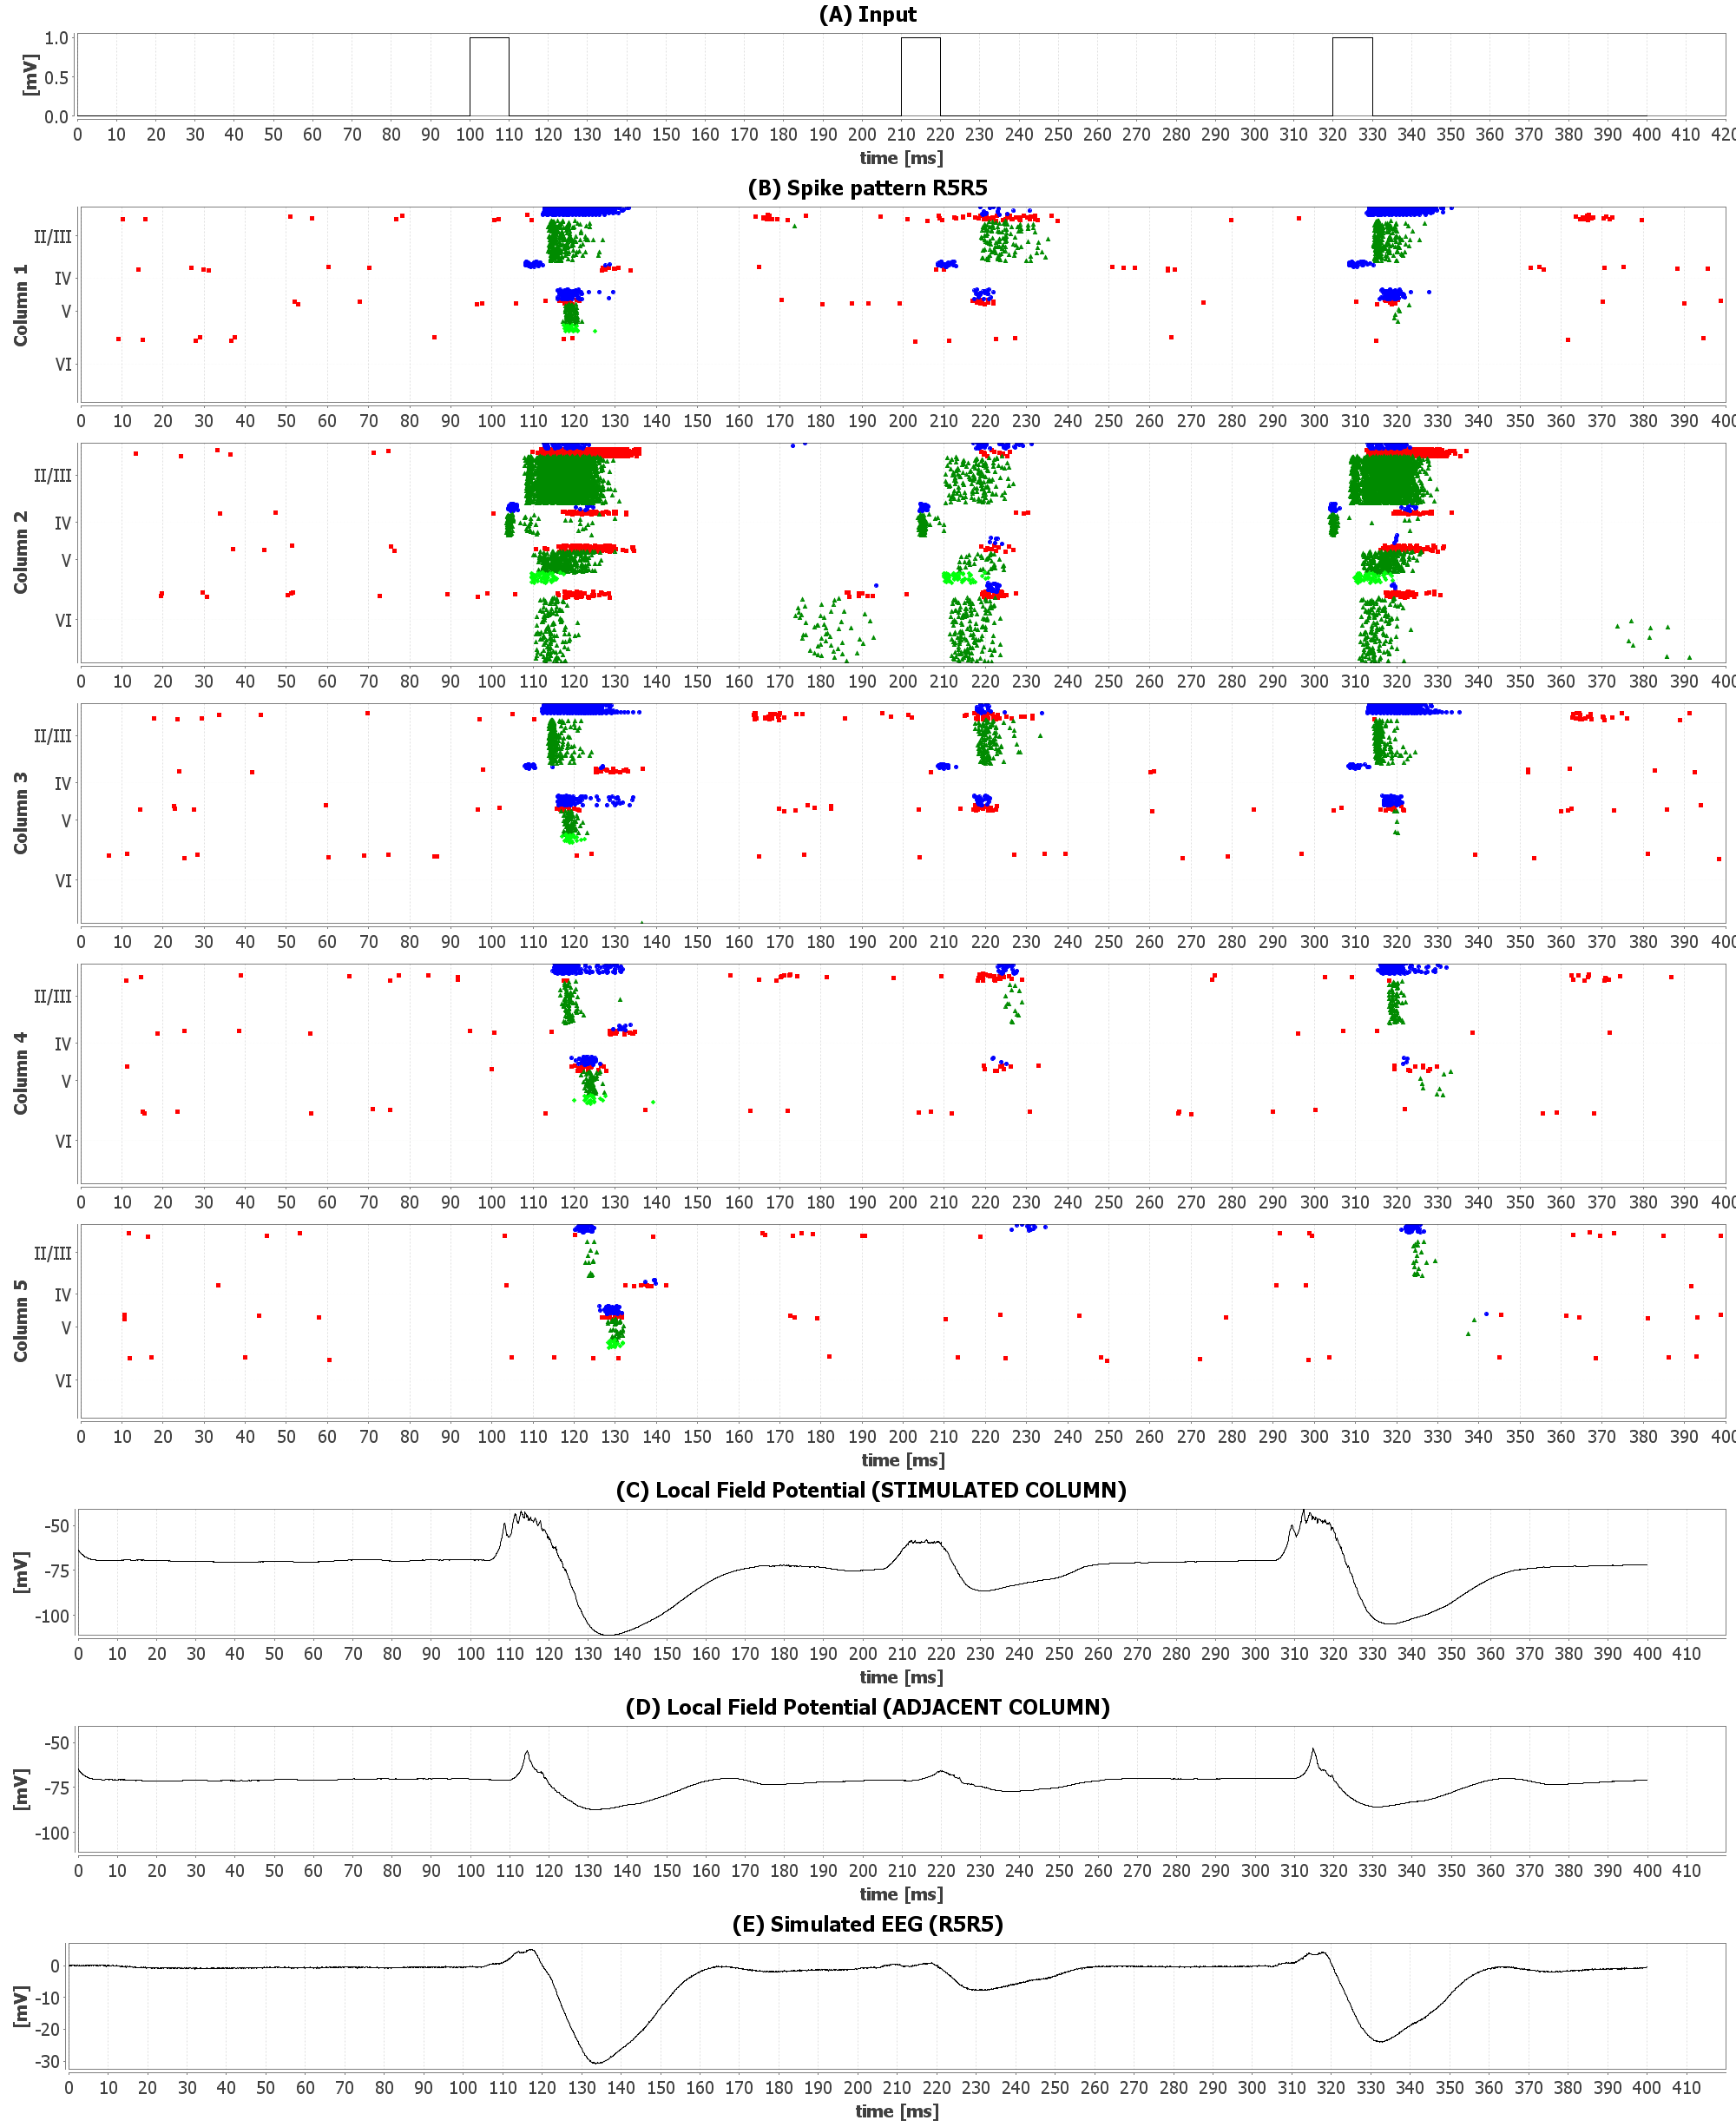 (A) Input
[mV]
1.0
0.5
0.0
0 10 20 30 40 50 60 70 80 90 100 110 120 130 140 150 160 170 180 190 200 210 220 230 240 250 260 270 280 290 300 310 320 330 340 350 360 370 380 390 400 410 420
time [ms]
(B) Spike pattern R5R5
Column 1
II/III
IV
V
VI
0 10 20 30 40 50 60 70 80 90 100 110 120 130 140 150 160 170 180 190 200 210 220 230 240 250 260 270 280 290 300 310 320 330 340 350 360 370 380 390 400
Column 2
II/III
IV
V
VI
0 10 20 30 40 50 60 70 80 90 100 110 120 130 140 150 160 170 180 190 200 210 220 230 240 250 260 270 280 290 300 310 320 330 340 350 360 370 380 390 400
Column 3
II/III
IV
V
VI
0 10 20 30 40 50 60 70 80 90 100 110 120 130 140 150 160 170 180 190 200 210 220 230 240 250 260 270 280 290 300 310 320 330 340 350 360 370 380 390 400
Column 4
II/III
IV
V
VI
0 10 20 30 40 50 60 70 80 90 100 110 120 130 140 150 160 170 180 190 200 210 220 230 240 250 260 270 280 290 300 310 320 330 340 350 360 370 380 390 400
Column 5
II/III
IV
V
VI
0 10 20 30 40 50 60 70 80 90 100 110 120 130 140 150 160 170 180 190 200 210 220 230 240 250 260 270 280 290 300 310 320 330 340 350 360 370 380 390 400
time [ms]
(C) Local Field Potential (STIMULATED COLUMN)
[mV]
-50
-75
-100
0 10 20 30 40 50 60 70 80 90 100 110 120 130 140 150 160 170 180 190 200 210 220 230 240 250 260 270 280 290 300 310 320 330 340 350 360 370 380 390 400 410
time [ms]
(D) Local Field Potential (ADJACENT COLUMN)
[mV]
-50
-75
-100
0 10 20 30 40 50 60 70 80 90 100 110 120 130 140 150 160 170 180 190 200 210 220 230 240 250 260 270 280 290 300 310 320 330 340 350 360 370 380 390 400 410
time [ms]
(E) Simulated EEG (R5R5)
[mV]
0
-10
-20
-30
0 10 20 30 40 50 60 70 80 90 100 110 120 130 140 150 160 170 180 190 200 210 220 230 240 250 260 270 280 290 300 310 320 330 340 350 360 370 380 390 400 410
time [ms]